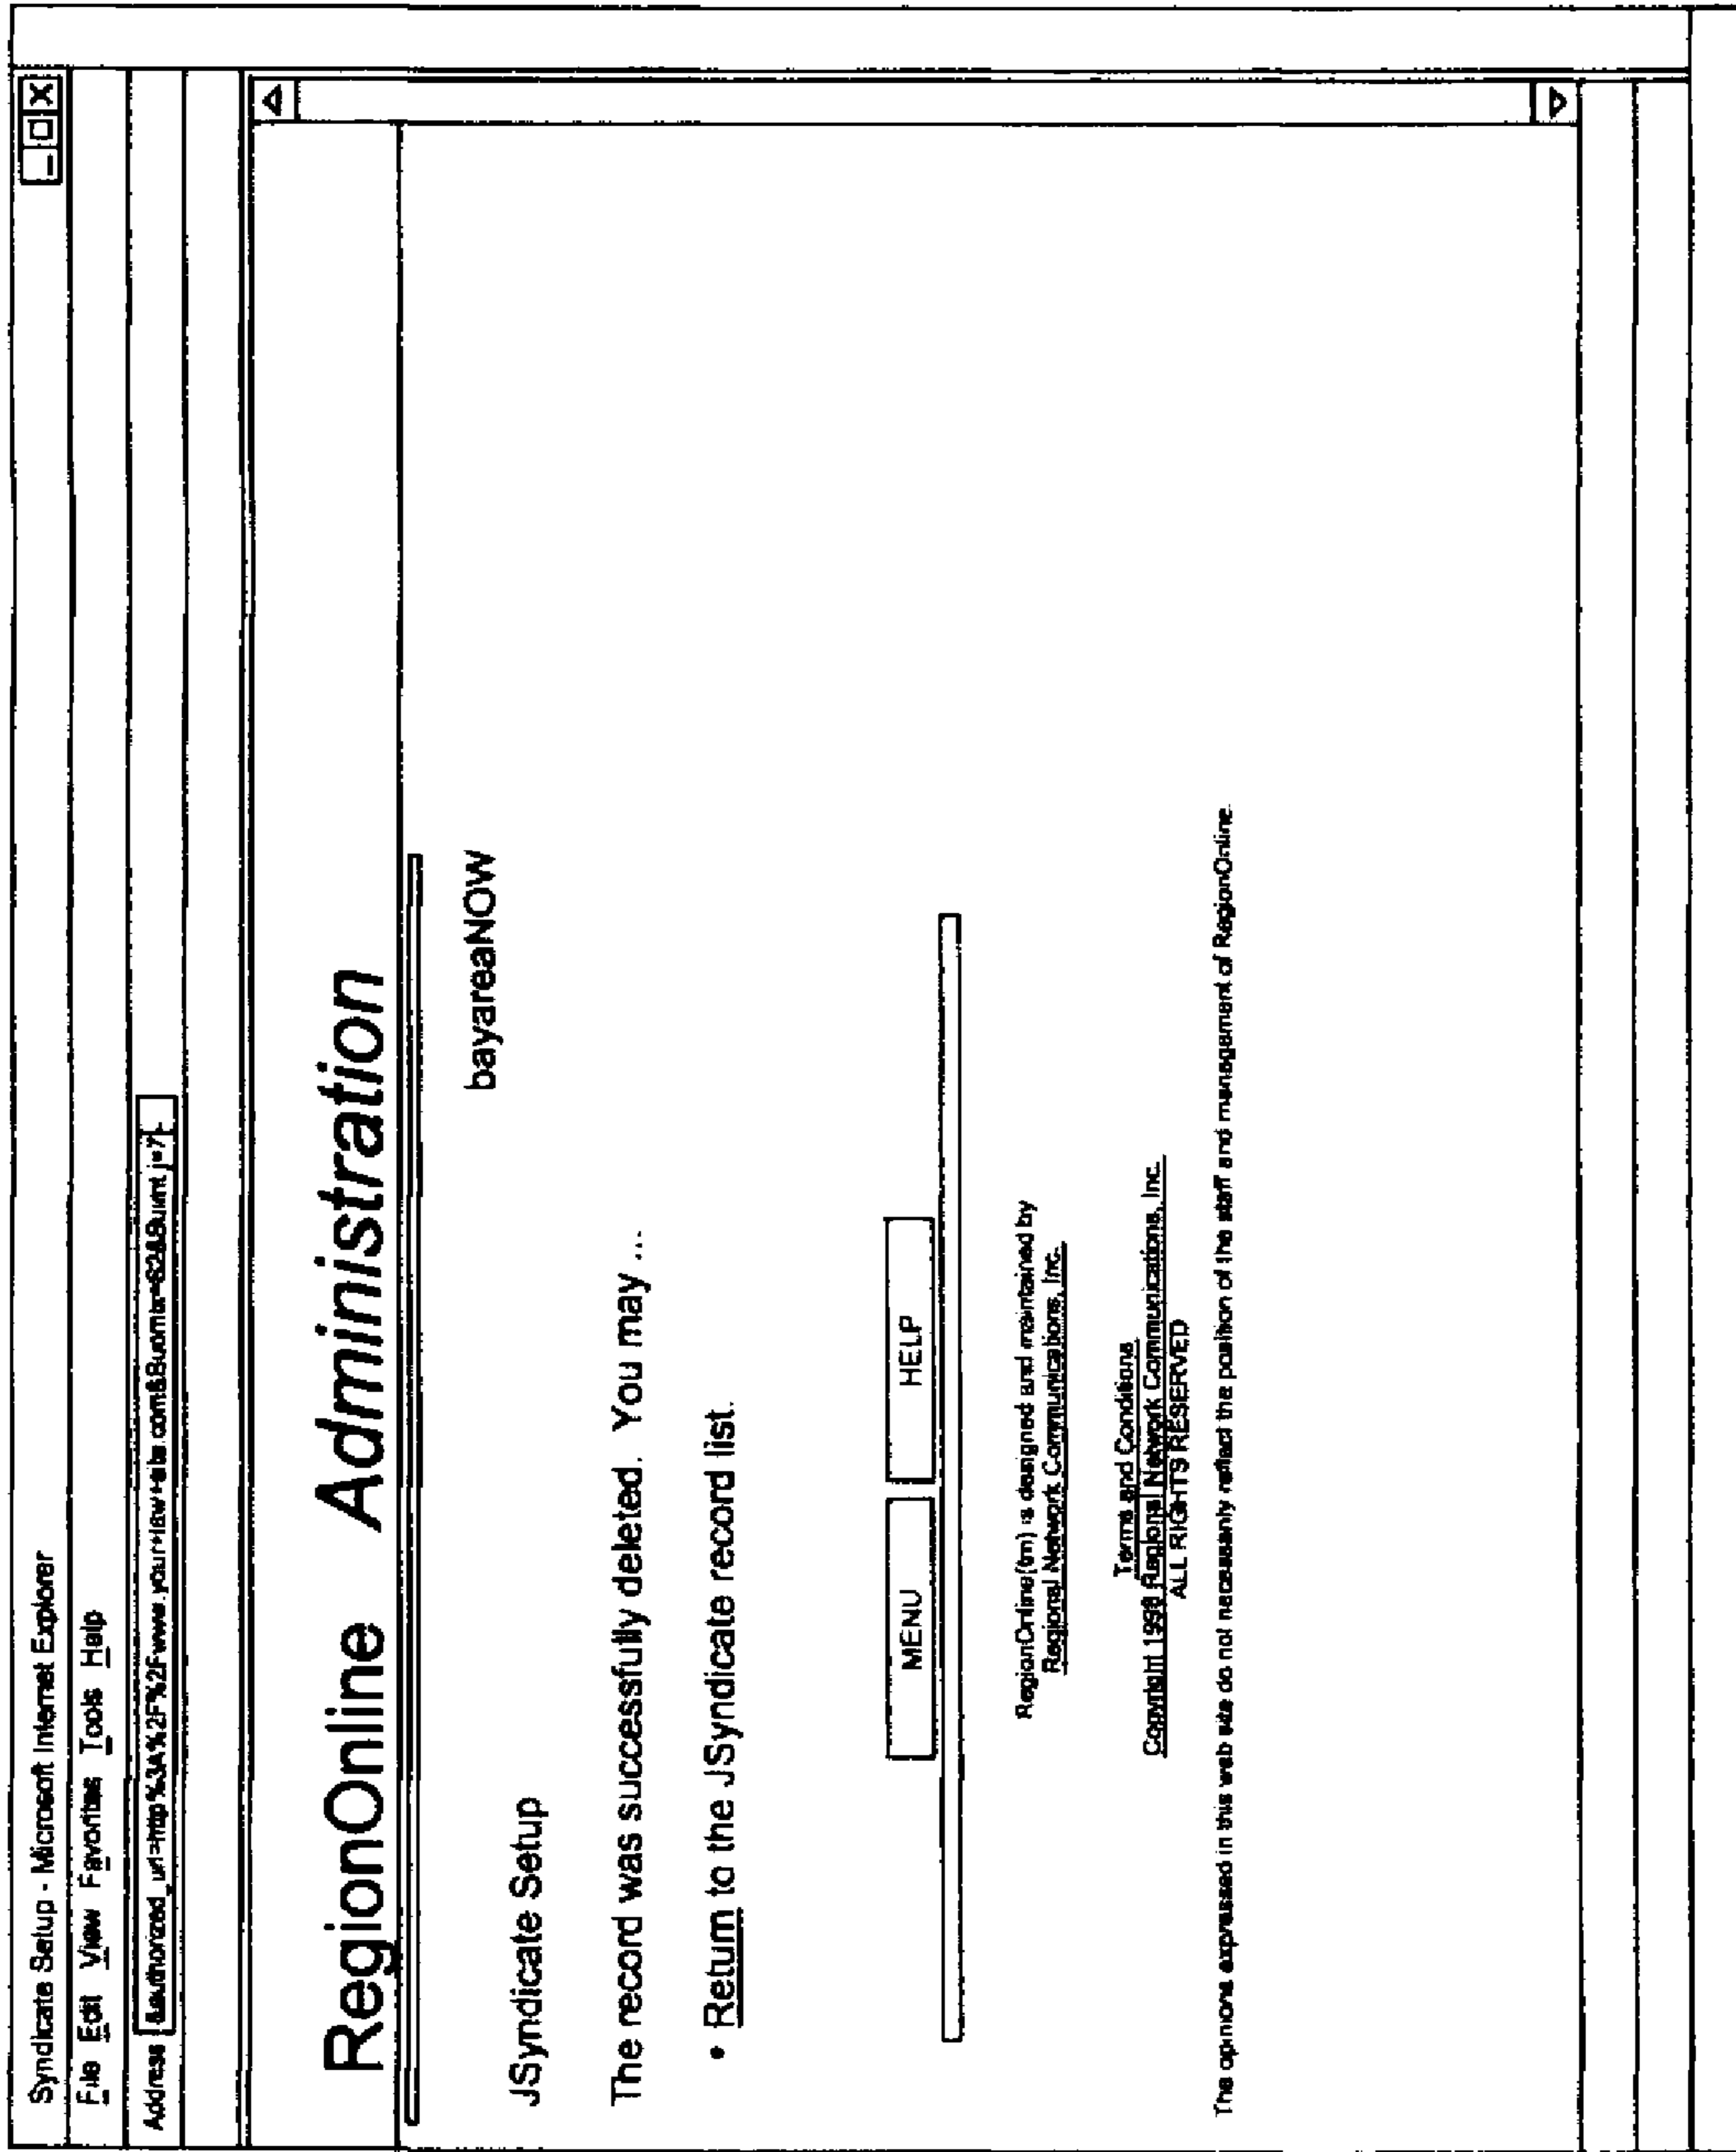 Syndicate Setup - Microsoft Internet Explorer
File Edit View Favorites Tools Help
Address
RegionOnline Administration
bayareaNOW
JSyndicate Setup
The record was successfully deleted. You may ...
• Return to the JSyndicate record list.
MENU HELP
RegionOnline(tm) is designed and maintained by
Regional Network Communications, Inc.
Terms and Conditions
Copyright 1998 Regional Network Communications, Inc.
ALL RIGHTS RESERVED
The opinions expressed in this web site do not necessarily reflect the position of the staff and management of RegionOnline.